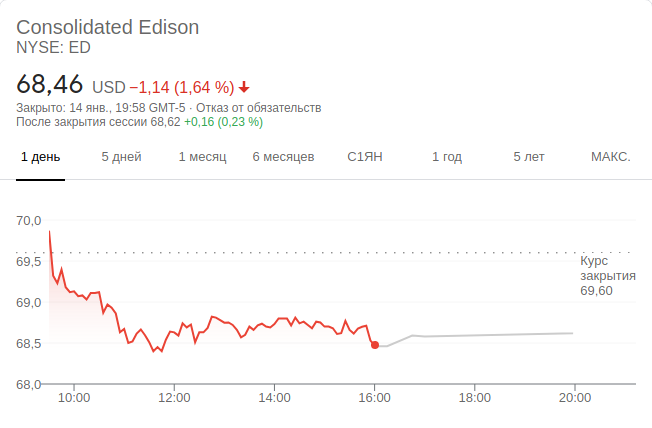 Consolidated Edison
NYSE: ED
68,46 USD −1,14 (1,64 %)
Закрыто: 14 янв., 19:58 GMT-5 · Отказ от обязательств
После закрытия сессии 68,62 +0,16 (0,23 %)
1 день 5 дней 1 месяц 6 месяцев С1ЯН 1 год 5 лет МАКС.
70,0
69,5
69,0
68,5
68,0
Курс
закрытия
69,60
10:00 12:00 14:00 16:00 18:00 20:00